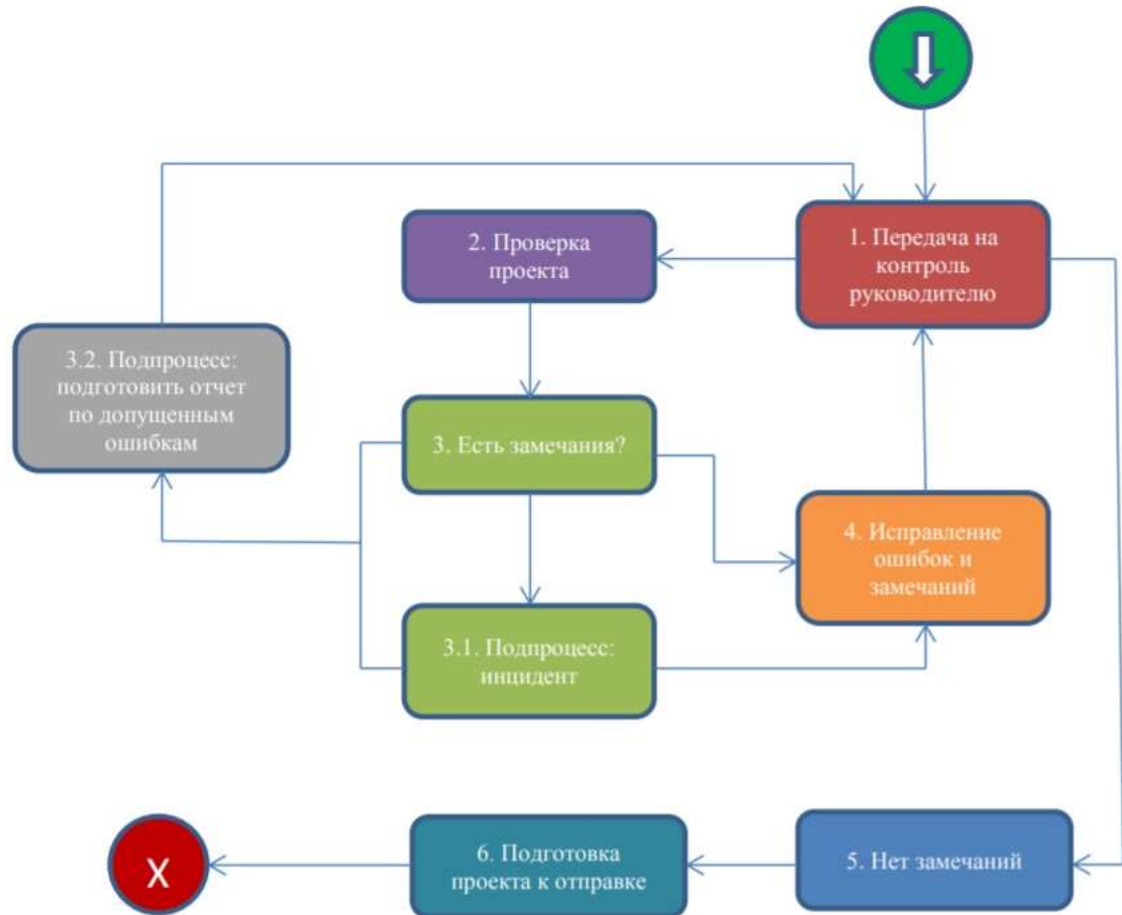 1. Передача на
контроль
руководителю
2. Проверка
проекта
3.2. Подпроцесс:
подготовить отчет
по допущенным
ошибкам
3. Есть замечания?
4. Исправление
ошибок и
замечаний
3.1. Подпроцесс:
инцидент
5. Нет замечаний
6. Подготовка
проекта к отправке
X